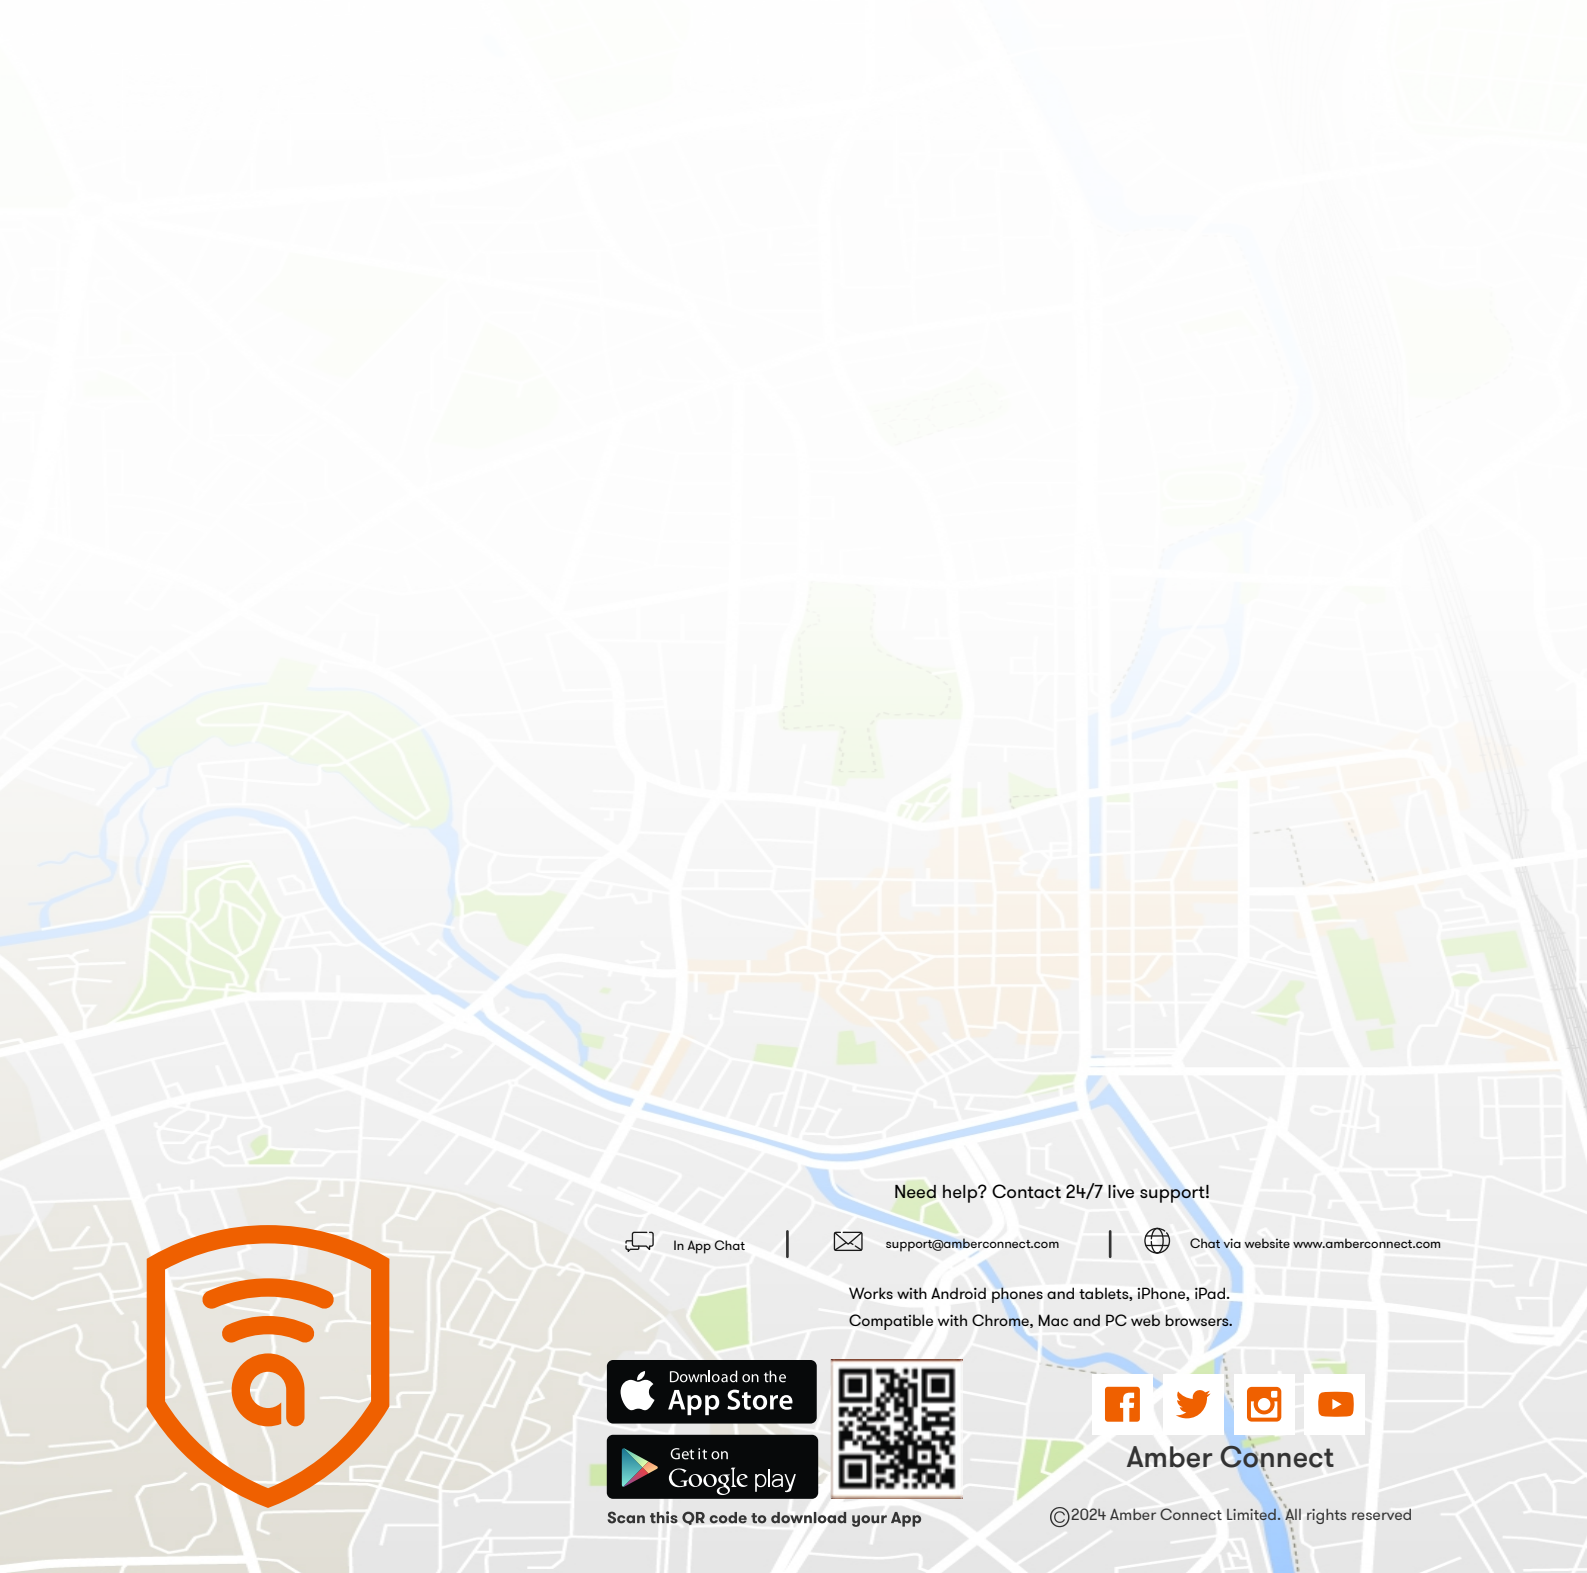 Need help? Contact 24/7 live support!
In App Chat
support@amberconnect.com
Chat via website www.amberconnect.com
Works with Android phones and tablets, iPhone, iPad.
Compatible with Chrome, Mac and PC web browsers.
Download on the
App Store
Get it on
Google play
Scan this QR code to download your App
Amber Connect
©2024 Amber Connect Limited. All rights reserved